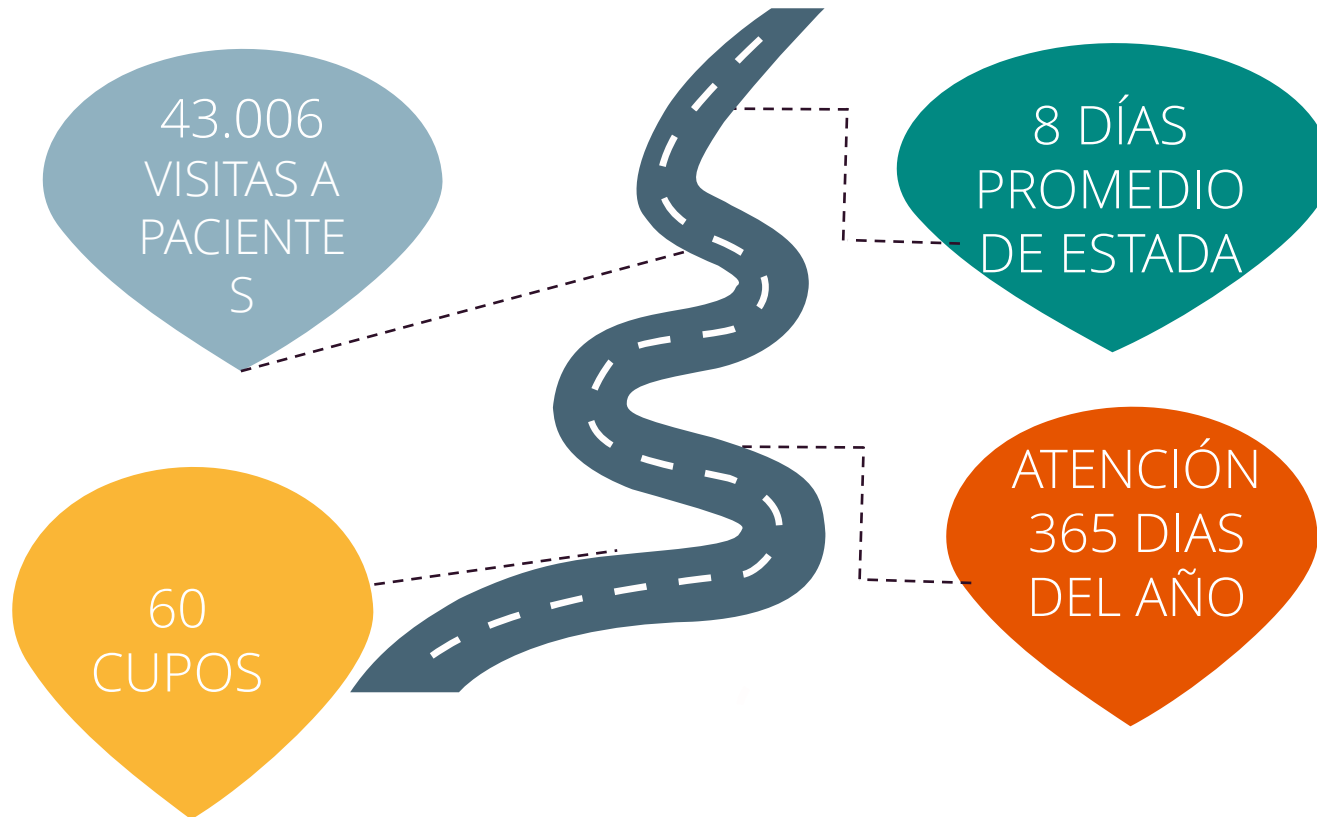 43.006
VISITAS A
PACIENTE
S
8 DÍAS
PROMEDIO
DE ESTADA
60
CUPOS
ATENCIÓN
365 DIAS
DEL AÑO